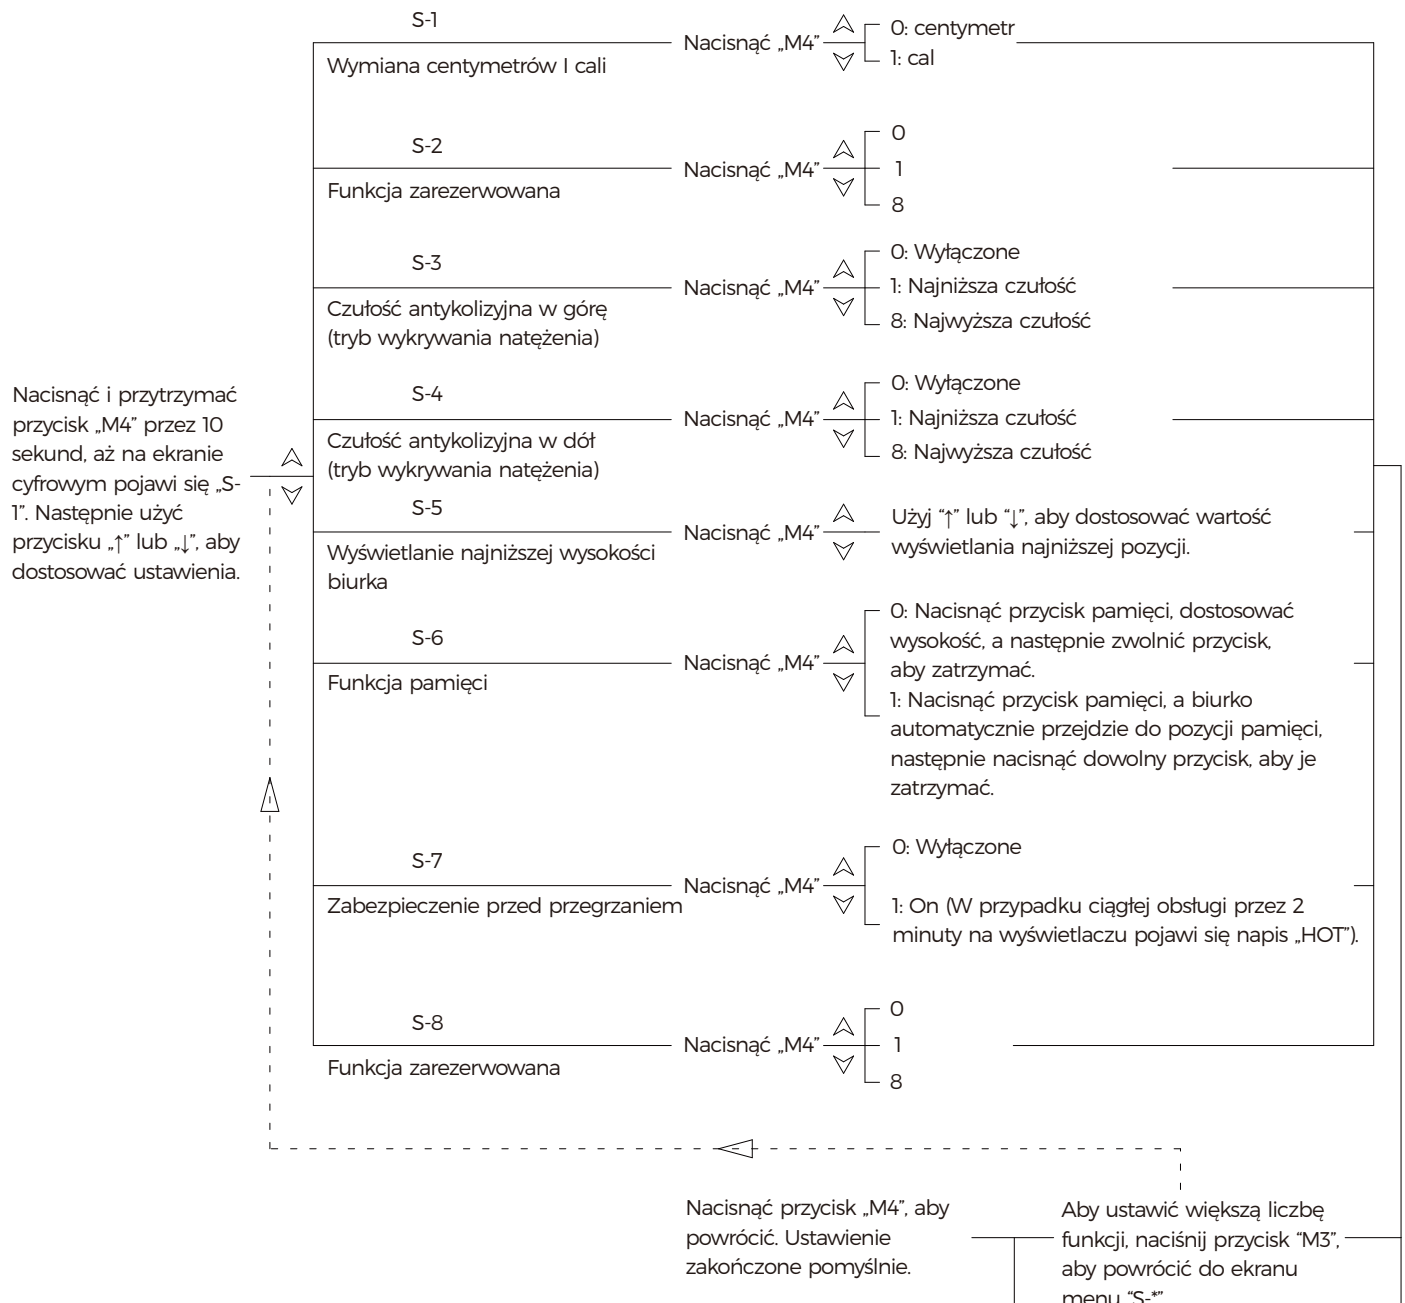 S-1
Nacisnąć „M4”
0: centymetr
1: cal
Wymiana centymetrów I cali
S-2
Nacisnąć „M4”
0
1
8
Funkcja zarezerwowana
S-3
Nacisnąć „M4”
0: Wyłączone
1: Najniższa czułość
8: Najwyższa czułość
Czułość antykolizyjna w górę
(tryb wykrywania natężenia)
Nacisnąć i przytrzymać
przycisk „M4” przez 10
sekund, aż na ekranie
cyfrowym pojawi się „S-
1”. Następnie użyć
przycisku „↑” lub „↓”, aby
dostosować ustawienia.
S-4
Nacisnąć „M4”
0: Wyłączone
1: Najniższa czułość
8: Najwyższa czułość
Czułość antykolizyjna w dół
(tryb wykrywania natężenia)
S-5
Nacisnąć „M4”
Użyj “↑” lub “↓”, aby dostosować wartość
wyświetlania najniższej pozycji.
Wyświetlanie najniższej wysokości
biurka
S-6
Nacisnąć „M4”
0: Nacisnąć przycisk pamięci, dostosować
wysokość, a następnie zwolnić przycisk,
aby zatrzymać.
1: Nacisnąć przycisk pamięci, a biurko
automatycznie przejdzie do pozycji pamięci,
następnie nacisnąć dowolny przycisk, aby je
zatrzymać.
Funkcja pamięci
S-7
Nacisnąć „M4”
0: Wyłączone
1: On (W przypadku ciągłej obsługi przez 2
minuty na wyświetlaczu pojawi się napis „HOT”).
Zabezpieczenie przed przegrzaniem
S-8
Nacisnąć „M4”
0
1
8
Funkcja zarezerwowana
Nacisnąć przycisk „M4”, aby
powrócić. Ustawienie
zakończone pomyślnie.
Aby ustawić większą liczbę
funkcji, naciśnij przycisk “M3”,
aby powrócić do ekranu
menu “S-*”